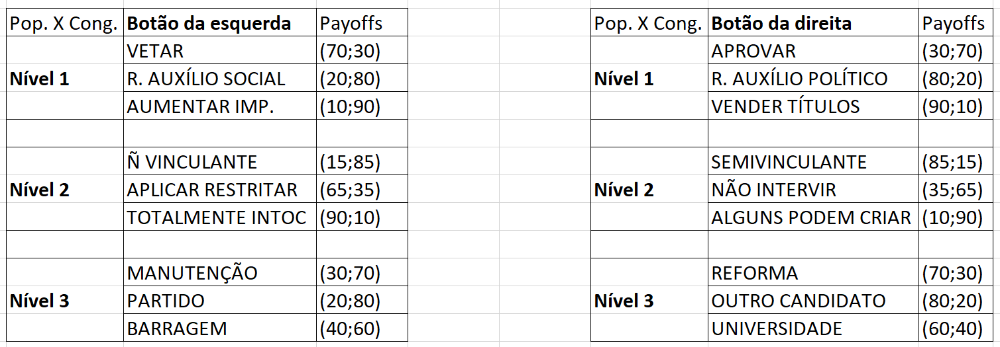 Pop. X Cong. Botão da esquerda Payoffs Pop. X Cong. Botão da direita Payoffs
VETAR (70;30) APROVAR (30;70)
Nível 1 R. AUXÍLIO SOCIAL (20;80) Nível 1 R. AUXÍLIO POLÍTICO (80;20)
AUMENTAR IMP. (10;90) VENDER TÍTULOS (90;10)
Ñ VINCULANTE (15;85) SEMIVINCULANTE (85;15)
Nível 2 APLICAR RESTRITAR (65;35) Nível 2 NÃO INTERVIR (35;65)
TOTALMENTE INTOC (90;10) ALGUNS PODEM CRIAR (10;90)
MANUTENÇÃO (30;70) REFORMA (70;30)
Nível 3 PARTIDO (20;80) Nível 3 OUTRO CANDIDATO (80;20)
BARRAGEM (40;60) UNIVERSIDADE (60;40)